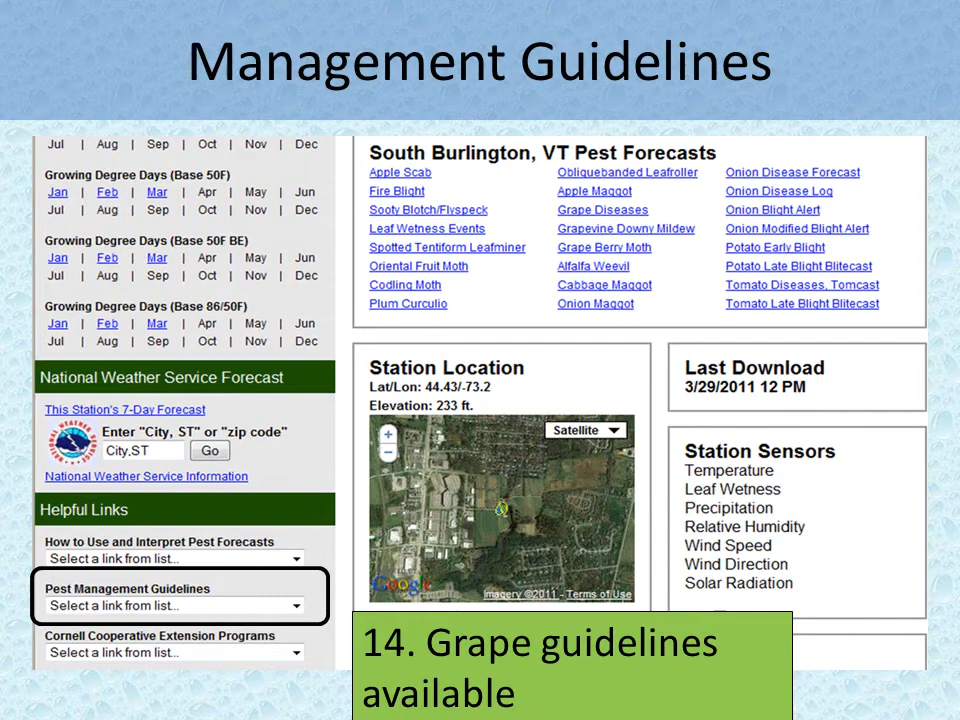 Management Guidelines
Jul | Aug | Sep | Oct | Nov | Dec
Growing Degree Days (Base 50F)
Jan | Feb | Mar | Apr | May | Jun
Jul | Aug | Sep | Oct | Nov | Dec
Growing Degree Days (Base 50F BE)
Jan | Feb | Mar | Apr | May | Jun
Jul | Aug | Sep | Oct | Nov | Dec
Growing Degree Days (Base 86/50F)
Jan | Feb | Mar | Apr | May | Jun
Jul | Aug | Sep | Oct | Nov | Dec
National Weather Service Forecast
This Station's 7-Day Forecast
Enter "City, ST" or "zip code"
City,ST Go
National Weather Service Information
Helpful Links
How to Use and Interpret Pest Forecasts
Select a link from list...
Pest Management Guidelines
Select a link from list...
Cornell Cooperative Extension Programs
Select a link from list...
South Burlington, VT Pest Forecasts
Apple Scab Obliquebanded Leafroller Onion Disease Forecast
Fire Blight Apple Maggot Onion Disease Log
Sooty Blotch/Flyspeck Grape Diseases Onion Blight Alert
Leaf Wetness Events Grapevine Downy Mildew Onion Modified Blight Alert
Spotted Tentiform Leafminer Grape Berry Moth Potato Early Blight
Oriental Fruit Moth Alfalfa Weevil Potato Late Blight Blitecast
Codling Moth Cabbage Maggot Tomato Diseases, Tomcast
Plum Curculio Onion Maggot Tomato Late Blight Blitecast
Station Location
Lat/Lon: 44.43/-73.2
Elevation: 233 ft.
Satellite
Google
Imagery ©2011 - Terms of Use
Last Download
3/29/2011 12 PM
Station Sensors
Temperature
Leaf Wetness
Precipitation
Relative Humidity
Wind Speed
Wind Direction
Solar Radiation
14. Grape guidelines
available